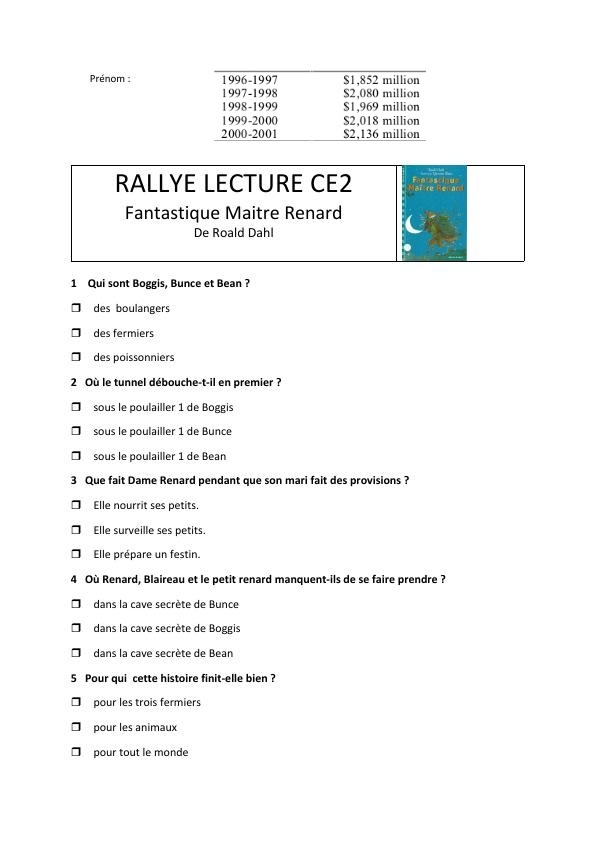 Prénom :
1996-1997 $1,852 million
1997-1998 $2,080 million
1998-1999 $1,969 million
1999-2000 $2,018 million
2000-2001 $2,136 million
RALLYE LECTURE CE2
Fantastique Maitre Renard
De Roald Dahl
Fantastique
Maître Renard
1 Qui sont Boggis, Bunce et Bean ?
❒ des boulangers
❒ des fermiers
❒ des poissonniers
2 Où le tunnel débouche-t-il en premier ?
❒ sous le poulailler 1 de Boggis
❒ sous le poulailler 1 de Bunce
❒ sous le poulailler 1 de Bean
3 Que fait Dame Renard pendant que son mari fait des provisions ?
❒ Elle nourrit ses petits.
❒ Elle surveille ses petits.
❒ Elle prépare un festin.
4 Où Renard, Blaireau et le petit renard manquent-ils de se faire prendre ?
❒ dans la cave secrète de Bunce
❒ dans la cave secrète de Boggis
❒ dans la cave secrète de Bean
5 Pour qui cette histoire finit-elle bien ?
❒ pour les trois fermiers
❒ pour les animaux
❒ pour tout le monde